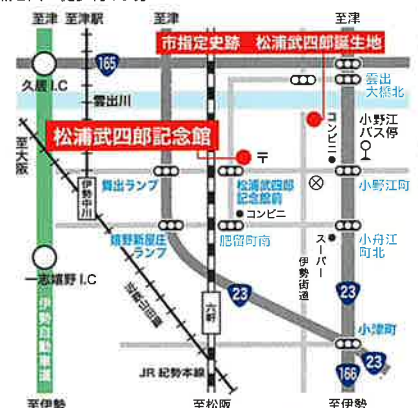 至津
至津駅
至津
至津
市指定史跡 松浦武四郎誕生地
165
久居 I.C
雲出川
雲出
大橋北
コンビニ
小野江
バス停
松浦武四郎記念館
〒
至大阪
伊勢中川
舞出ランプ
松浦武四郎
記念館前
小野江町
コンビニ
嬉野新屋庄
ランプ
肥留町南
伊勢街道
スーパー
小舟江
町北
一志嬉野 I.C
伊勢自動車道
近鉄山田線
六軒
23
23
小津町
JR 紀勢本線
23
166
至伊勢
至松阪
至伊勢